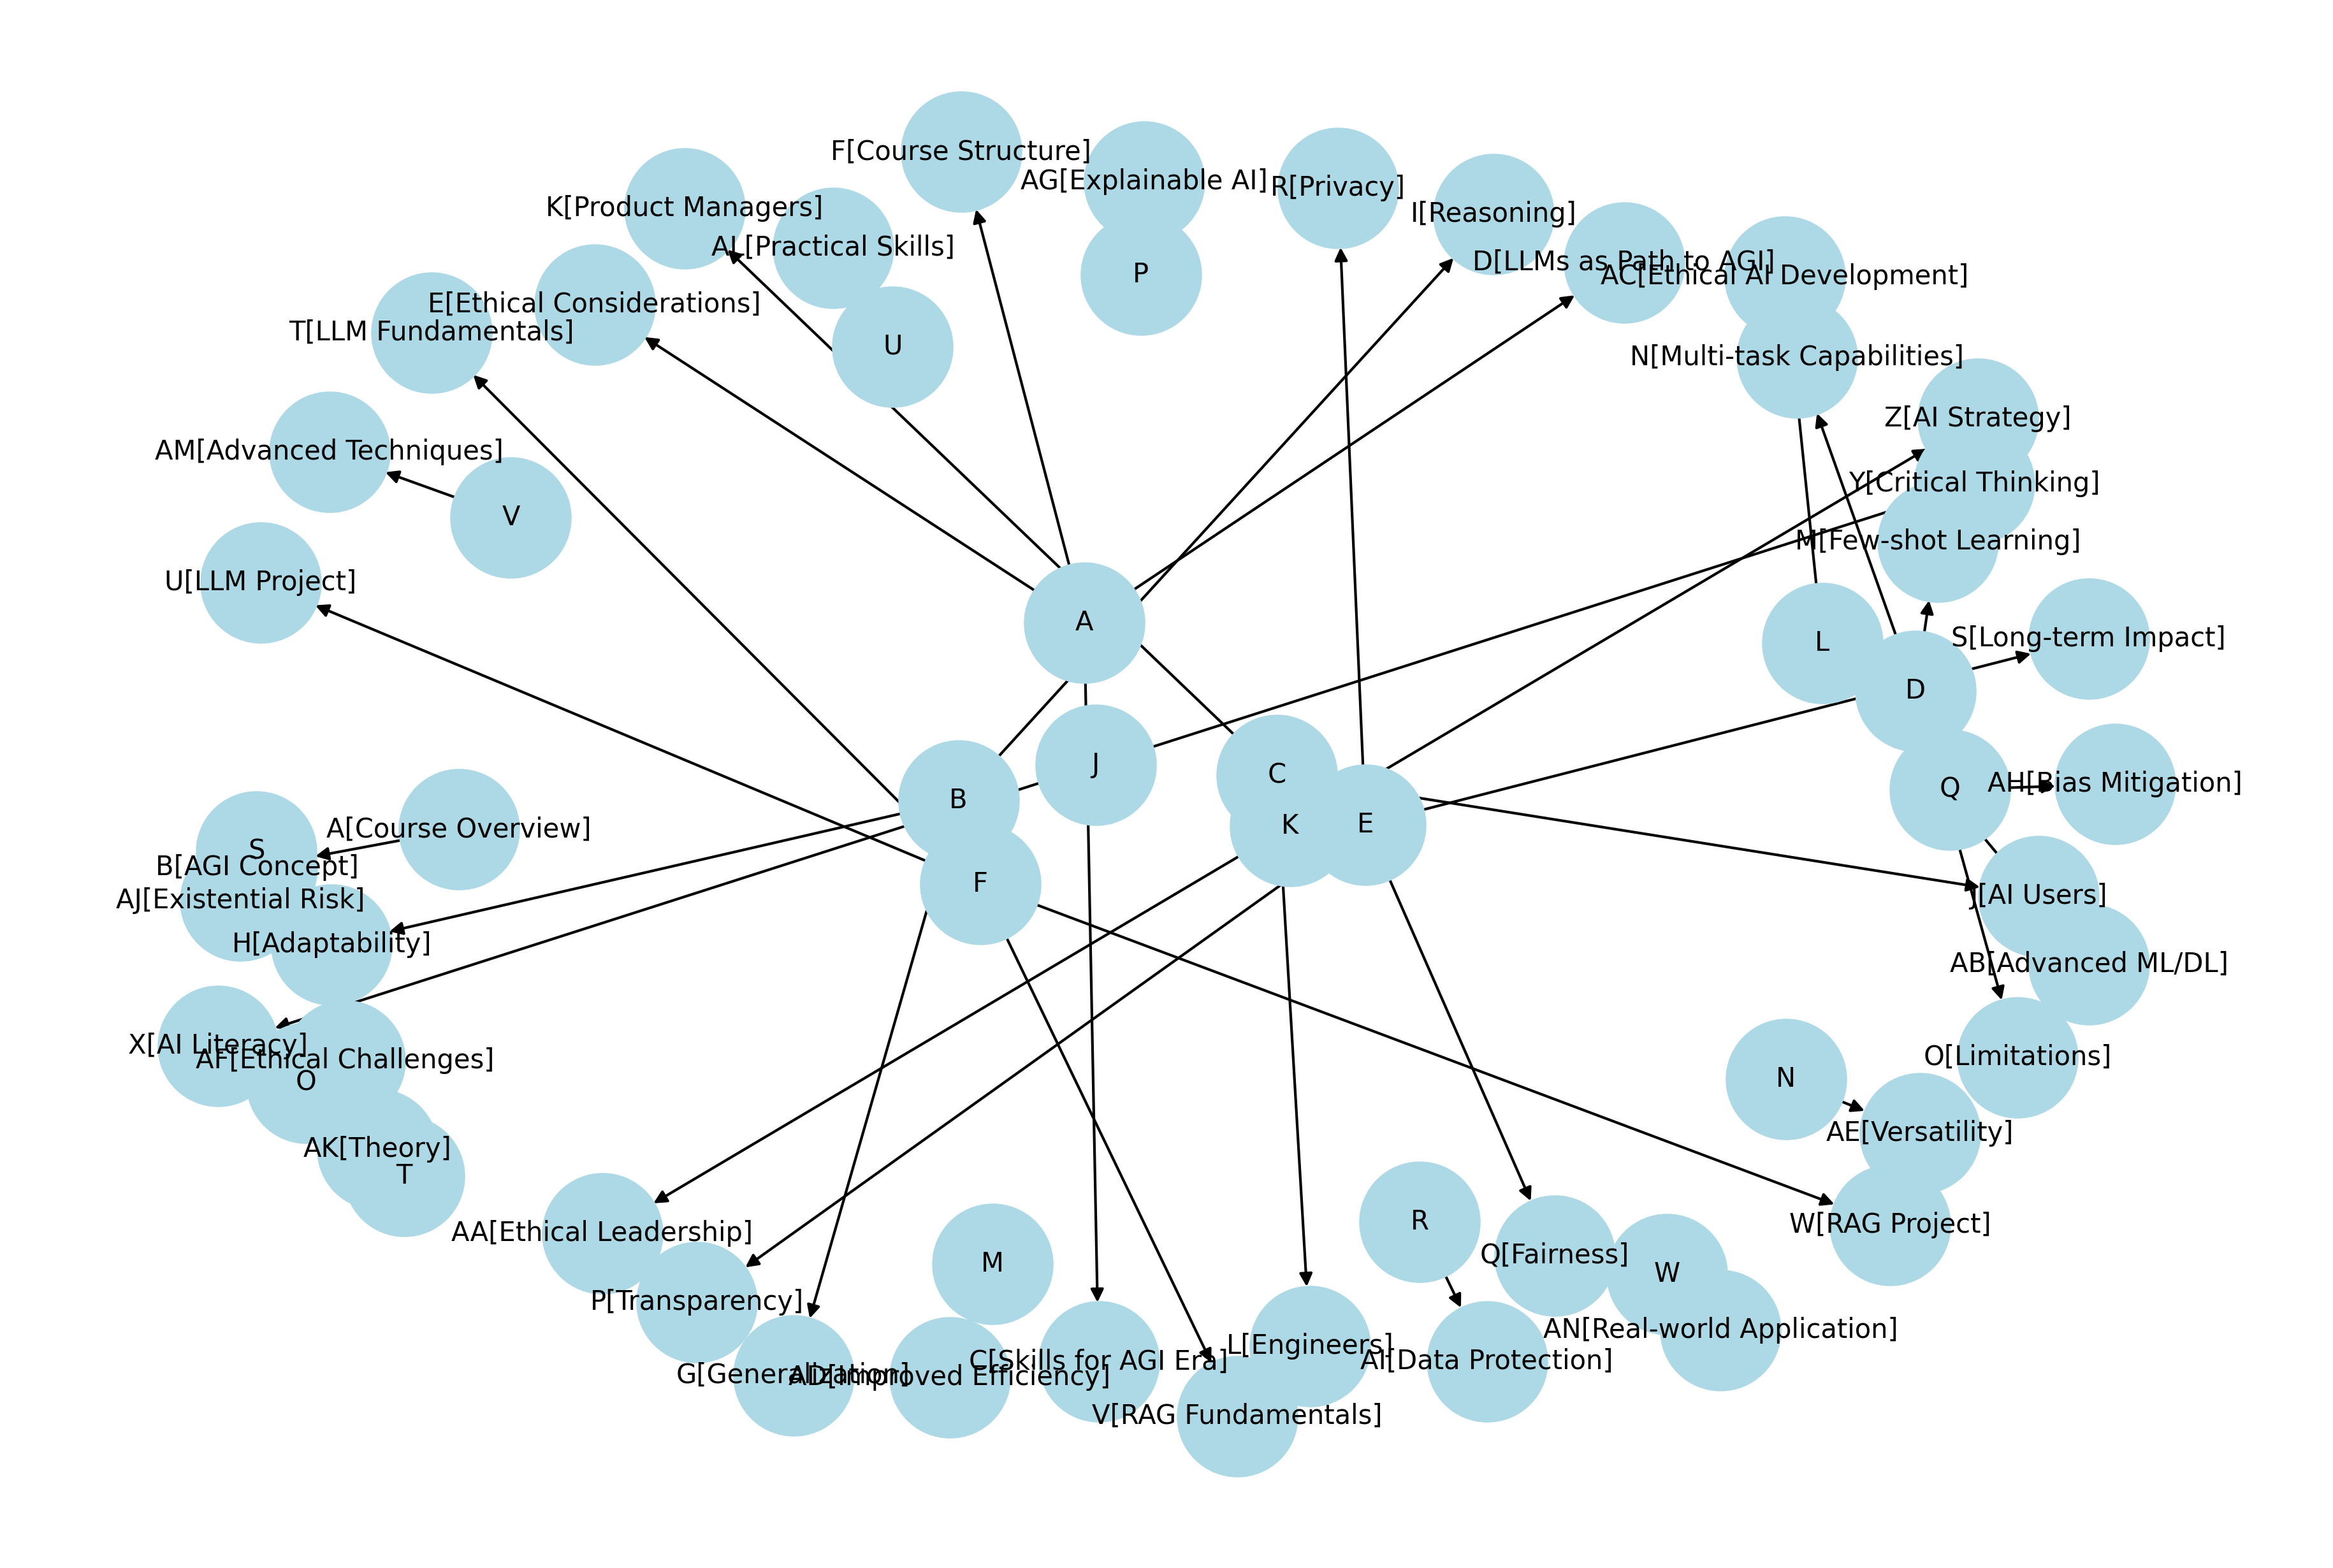 F[Course Structure]
AG[Explainable AI]
R[Privacy]
K[Product Managers]
I[Reasoning]
AL[Practical Skills]
D[LLMs as Path to AGI]
P
AC[Ethical AI Development]
E[Ethical Considerations]
T[LLM Fundamentals]
U
N[Multi-task Capabilities]
Z[AI Strategy]
AM[Advanced Techniques]
Y[Critical Thinking]
V
M[Few-shot Learning]
U[LLM Project]
A
L
S[Long-term Impact]
D
J
C
Q
AH[Bias Mitigation]
B
K
E
A[Course Overview]
S
B[AGI Concept]
F
J[AI Users]
AJ[Existential Risk]
H[Adaptability]
AB[Advanced ML/DL]
X[AI Literacy]
AF[Ethical Challenges]
O[Limitations]
O
N
AE[Versatility]
AK[Theory]
T
R
W[RAG Project]
AA[Ethical Leadership]
Q[Fairness]
M
W
P[Transparency]
AN[Real-world Application]
L[Engineers]
C[Skills for AGI Era]
AI[Data Protection]
G[Generalization]
AD[Improved Efficiency]
V[RAG Fundamentals]